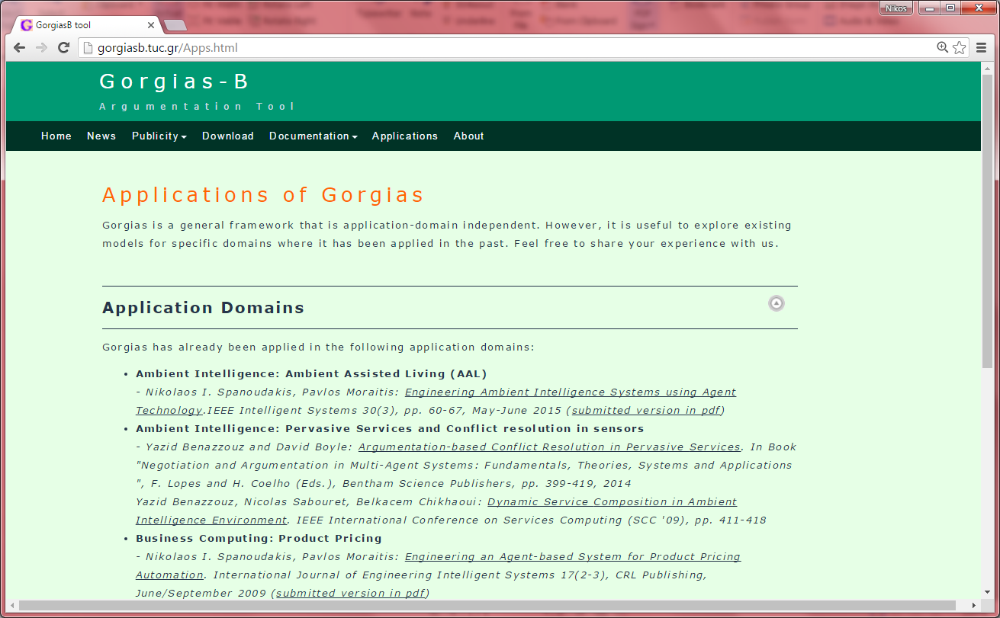 Nikos
GorgiasB tool
gorgiasb.tuc.gr/Apps.html
Gorgias-B
Argumentation Tool
Home News Publicity Download Documentation Applications About
Applications of Gorgias
Gorgias is a general framework that is application-domain independent. However, it is useful to explore existing
models for specific domains where it has been applied in the past. Feel free to share your experience with us.
Application Domains
Gorgias has already been applied in the following application domains:
• Ambient Intelligence: Ambient Assisted Living (AAL)
- Nikolaos I. Spanoudakis, Pavlos Moraitis: Engineering Ambient Intelligence Systems using Agent
Technology.IEEE Intelligent Systems 30(3), pp. 60-67, May-June 2015 (submitted version in pdf)
• Ambient Intelligence: Pervasive Services and Conflict resolution in sensors
- Yazid Benazzouz and David Boyle: Argumentation-based Conflict Resolution in Pervasive Services. In Book
"Negotiation and Argumentation in Multi-Agent Systems: Fundamentals, Theories, Systems and Applications
", F. Lopes and H. Coelho (Eds.), Bentham Science Publishers, pp. 399-419, 2014
Yazid Benazzouz, Nicolas Sabouret, Belkacem Chikhaoui: Dynamic Service Composition in Ambient
Intelligence Environment. IEEE International Conference on Services Computing (SCC '09), pp. 411-418
• Business Computing: Product Pricing
- Nikolaos I. Spanoudakis, Pavlos Moraitis: Engineering an Agent-based System for Product Pricing
Automation. International Journal of Engineering Intelligent Systems 17(2-3), CRL Publishing,
June/September 2009 (submitted version in pdf)